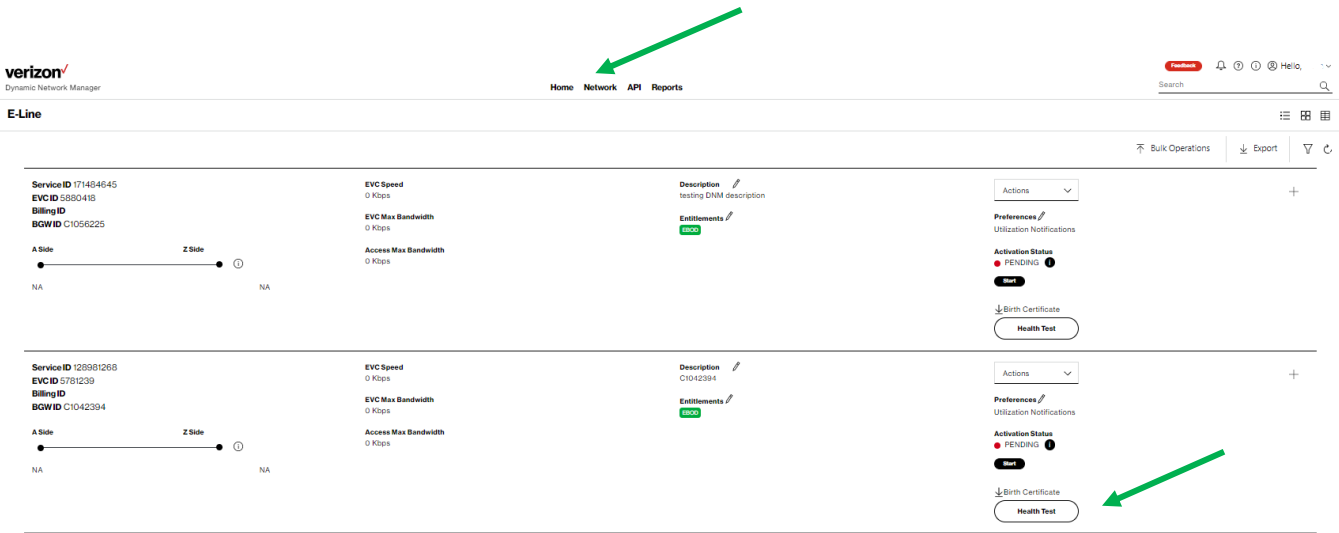 verizon
Dynamic Network Manager
Home Network API Reports
Feedback
Hello,
Search
E-Line
Bulk Operations
Export
Service ID 171484645
EVC ID 5880418
Billing ID
BGW ID C1056225
A Side
Z Side
NA
NA
EVC Speed
0 Kbps
EVC Max Bandwidth
0 Kbps
Access Max Bandwidth
0 Kbps
Description
testing DNM description
Entitlements
EBOD
Actions
Preferences
Utilization Notifications
Activation Status
PENDING
Start
Birth Certificate
Health Test
Service ID 128981268
EVC ID 5781239
Billing ID
BGW ID C1042394
A Side
Z Side
NA
NA
EVC Speed
0 Kbps
EVC Max Bandwidth
0 Kbps
Access Max Bandwidth
0 Kbps
Description
C1042394
Entitlements
EBOD
Actions
Preferences
Utilization Notifications
Activation Status
PENDING
Start
Birth Certificate
Health Test